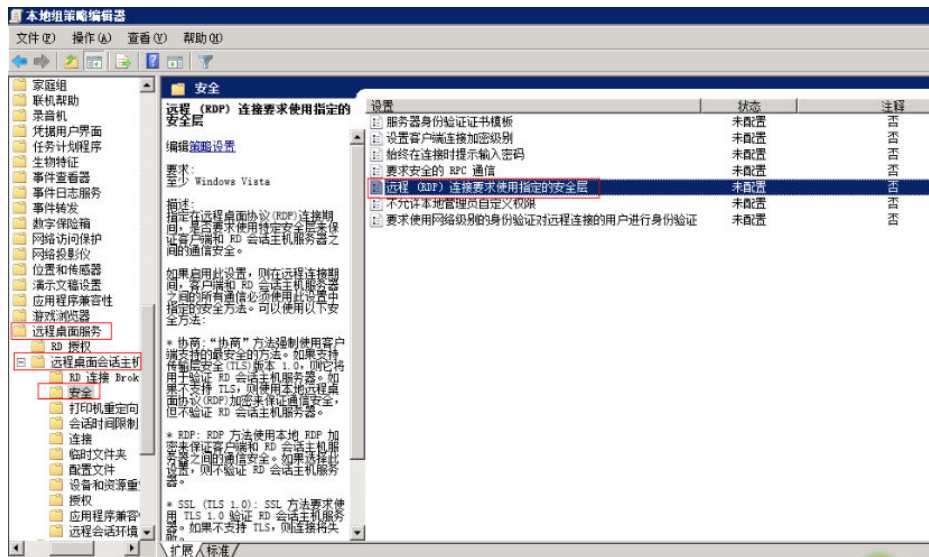 本地组策略编辑器
文件(F) 操作(A) 查看(V) 帮助(H)
家庭组
联机帮助
录音机
凭据用户界面
任务计划程序
生物特征
事件查看器
事件日志服务
事件转发
数字保险箱
网络访问保护
网络投影仪
位置和传感器
演示文稿设置
应用程序兼容性
游戏浏览器
远程桌面服务
RD 授权
远程桌面会话主机
RD 连接 Brok
安全
打印机重定向
会话时间限制
连接
临时文件夹
配置文件
设备和资源重
授权
应用程序兼容
远程会话环境
安全
远程 (RDP) 连接要求使用指定的
安全层
编辑策略设置
要求:
至少 Windows Vista
描述:
指定在远程桌面协议(RDP)连接期
间，是否要求使用特定安全层来保
证客户端和 RD 会话主机服务器之
间的通信安全。
如果启用此设置，则在远程连接期
间，客户端和 RD 会话主机服务器
之间的所有通信必须使用此设置中
指定的安全方法。可以使用以下安
全方法:
* 协商: “协商”方法强制使用客户
端支持的最安全的方法。如果支持
传输层安全(TLS)版本 1.0，则它将
用于验证 RD 会话主机服务器。如
果不支持 TLS，则使用本地远程桌
面协议(RDP)加密来保证通信安全，
但不验证 RD 会话主机服务器。
* RDP: RDP 方法使用本地 RDP 加
密来保证客户端和 RD 会话主机服
务器之间的通信安全。如果选择此
设置，则不验证 RD 会话主机服务
器。
* SSL (TLS 1.0): SSL 方法要求使
用 TLS 1.0 验证 RD 会话主机服务
器。如果不支持 TLS，则连接将失
败。
设置 状态 注释
服务器身份验证证书模板 未配置 否
设置客户端连接加密级别 未配置 否
始终在连接时提示输入密码 未配置 否
要求安全的 RPC 通信 未配置 否
远程 (RDP) 连接要求使用指定的安全层 未配置 否
不允许本地管理员自定义权限 未配置 否
要求使用网络级别的身份验证对远程连接的用户进行身份验证 未配置 否
扩展 标准